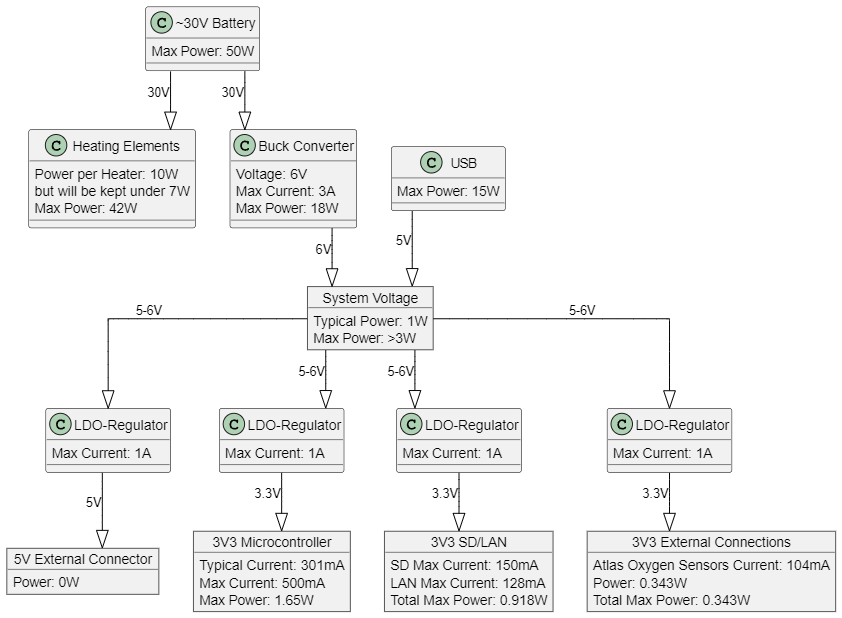 C ~30V Battery
Max Power: 50W
30V
30V
C Heating Elements
Power per Heater: 10W
but will be kept under 7W
Max Power: 42W
C Buck Converter
Voltage: 6V
Max Current: 3A
Max Power: 18W
C USB
Max Power: 15W
6V
5V
System Voltage
Typical Power: 1W
Max Power: >3W
5-6V
5-6V
5-6V
5-6V
C LDO-Regulator
Max Current: 1A
C LDO-Regulator
Max Current: 1A
C LDO-Regulator
Max Current: 1A
C LDO-Regulator
Max Current: 1A
5V
3.3V
3.3V
3.3V
5V External Connector
Power: 0W
3V3 Microcontroller
Typical Current: 301mA
Max Current: 500mA
Max Power: 1.65W
3V3 SD/LAN
SD Max Current: 150mA
LAN Max Current: 128mA
Total Max Power: 0.918W
3V3 External Connections
Atlas Oxygen Sensors Current: 104mA
Power: 0.343W
Total Max Power: 0.343W